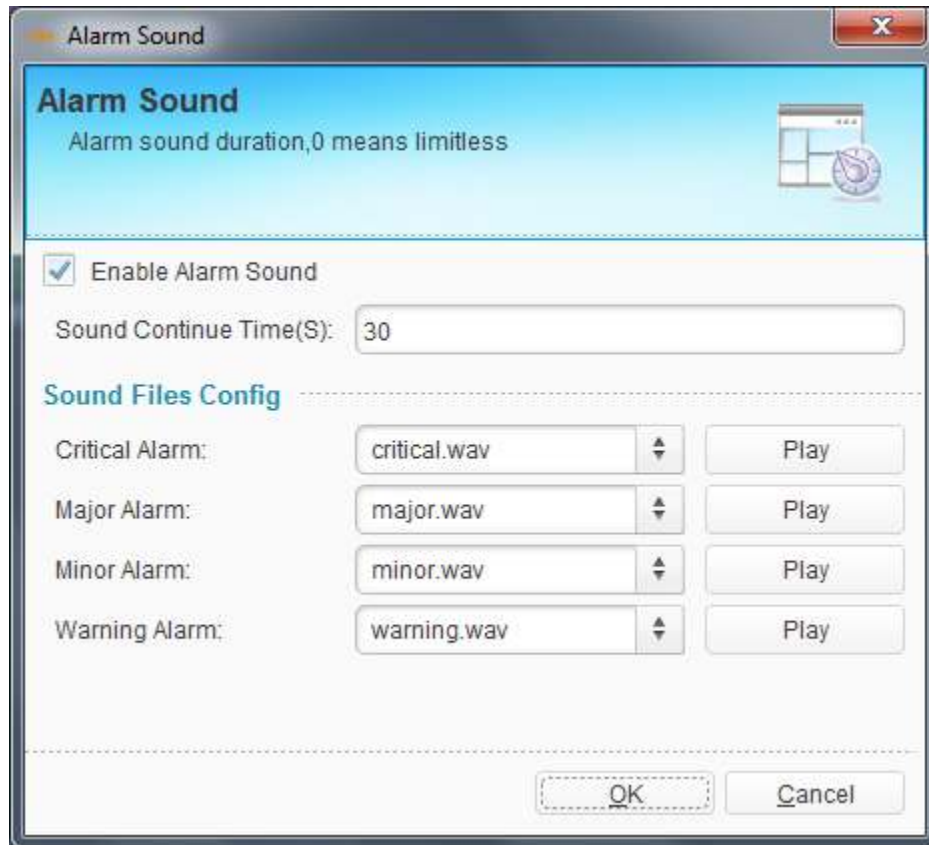 Alarm Sound
Alarm Sound
Alarm sound duration,0 means limitless
Enable Alarm Sound
Sound Continue Time(S): 30
Sound Files Config
Critical Alarm: critical.wav Play
Major Alarm: major.wav Play
Minor Alarm: minor.wav Play
Warning Alarm: warning.wav Play
OK Cancel